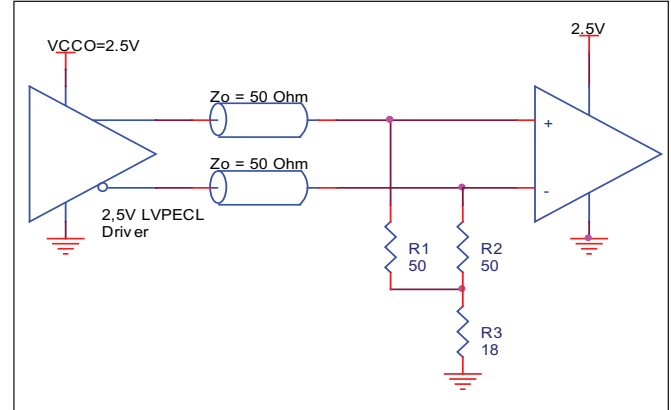 VCCO=2.5V
2.5V
Zo = 50 Ohm
+
Zo = 50 Ohm
-
2,5V LVPECL
Driver
R1
50
R2
50
R3
18